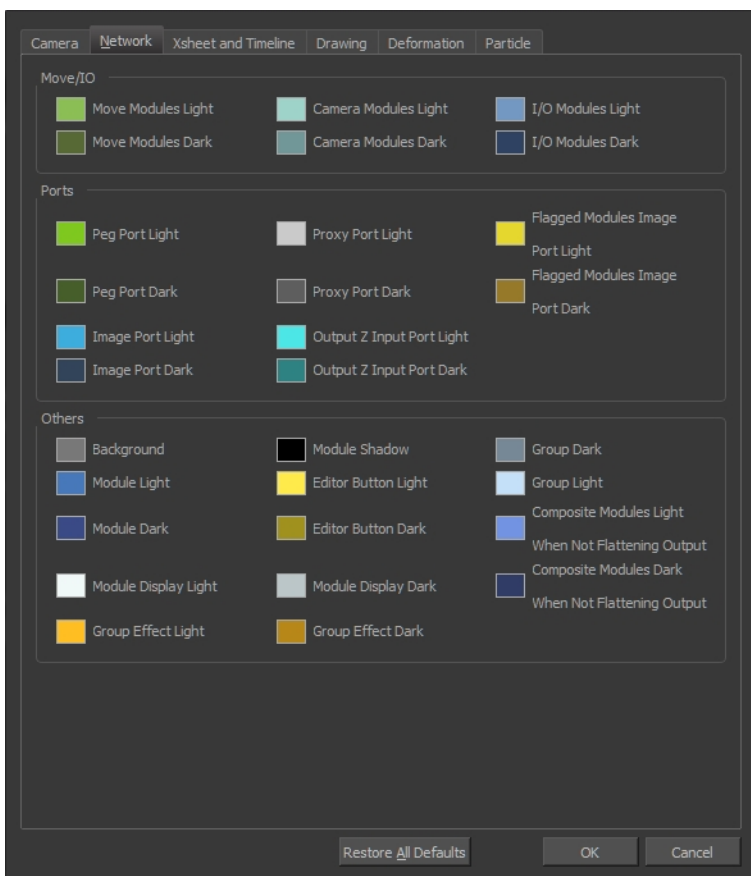 Camera Network Xsheet and Timeline Drawing Deformation Particle
Move/IO
Move Modules Light Camera Modules Light I/O Modules Light
Move Modules Dark Camera Modules Dark I/O Modules Dark
Ports
Peg Port Light Proxy Port Light Flagged Modules Image
Port Light
Peg Port Dark Proxy Port Dark Flagged Modules Image
Port Dark
Image Port Light Output Z Input Port Light
Image Port Dark Output Z Input Port Dark
Others
Background Module Shadow Group Dark
Module Light Editor Button Light Group Light
Module Dark Editor Button Dark Composite Modules Light
When Not Flattening Output
Module Display Light Module Display Dark Composite Modules Dark
When Not Flattening Output
Group Effect Light Group Effect Dark
Restore All Defaults OK Cancel